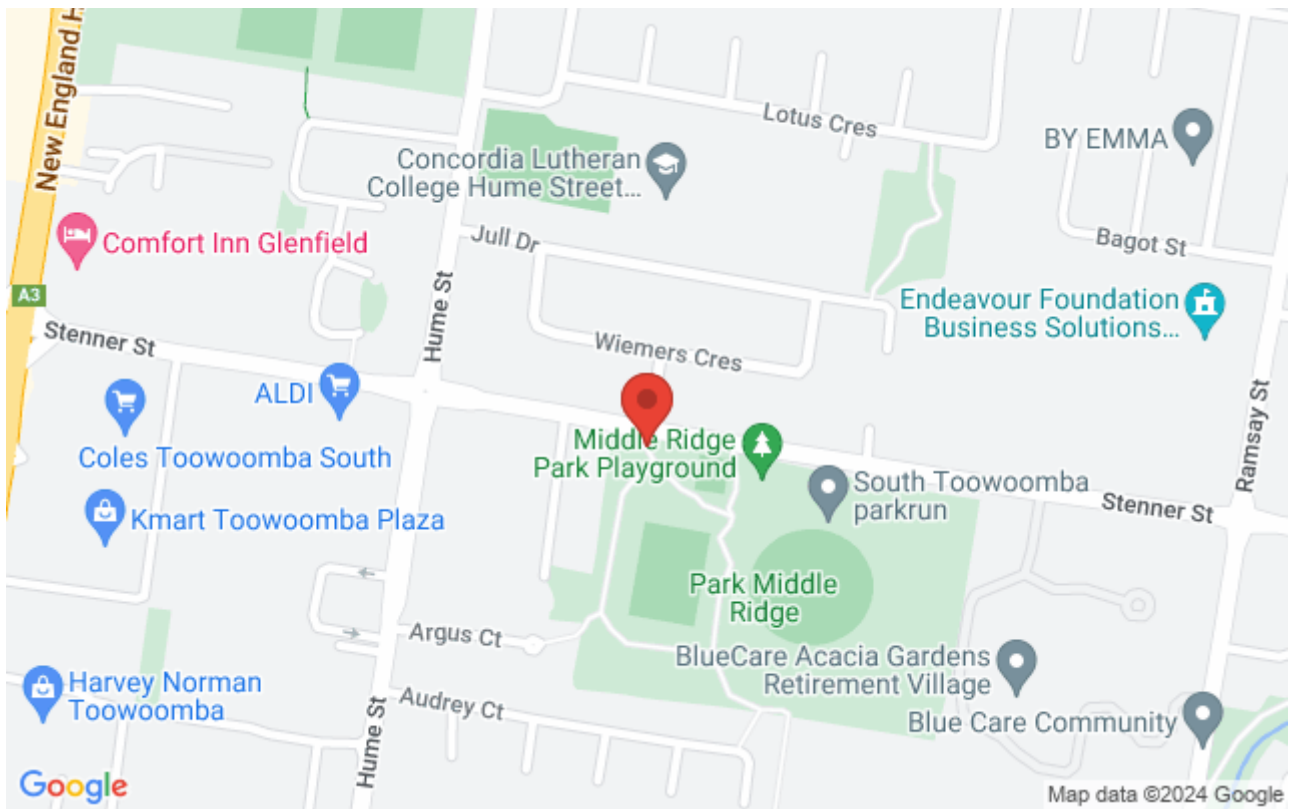 New England H
Lotus Cres
BY EMMA
Concordia Lutheran
College Hume Street...
Jull Dr
Bagot St
Comfort Inn Glenfield
A3
Hume St
Endeavour Foundation
Business Solutions...
Stenner St
Wiemers Cres
ALDI
Ramsay St
Coles Toowoomba South
Middle Ridge
Park Playground
South Toowoomba
parkrun
Stenner St
Kmart Toowoomba Plaza
Park Middle
Ridge
Argus Ct
BlueCare Acacia Gardens
Retirement Village
Harvey Norman
Toowoomba
Audrey Ct
Blue Care Community
Hume St
Google
Map data ©2024 Google